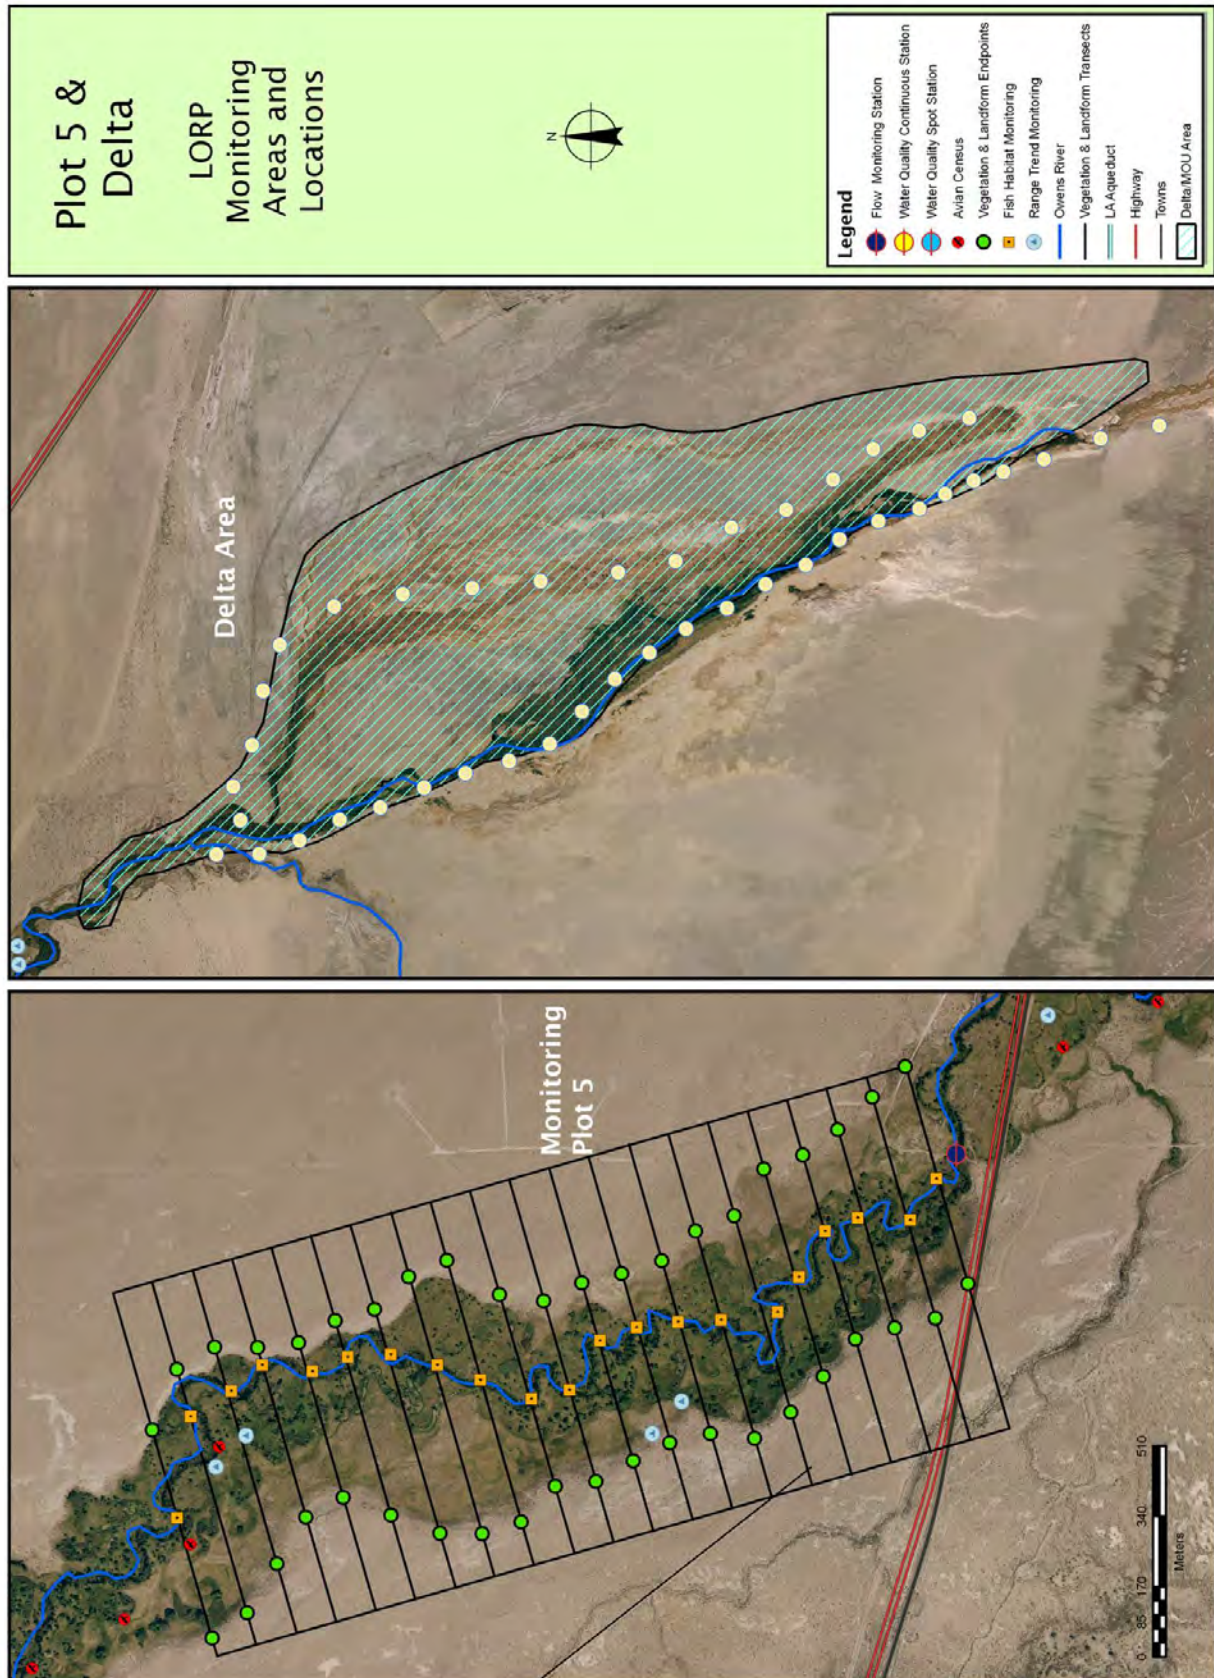 Plot 5 &
Delta
LORP
Monitoring
Areas and
Locations
N
Legend
Flow Monitoring Station
Water Quality Continuous Station
Water Quality Spot Station
Avian Census
Vegetation & Landform Endpoints
Fish Habitat Monitoring
Range Trend Monitoring
Owens River
Vegetation & Landform Transects
LA Aqueduct
Highway
Towns
Delta/MOU Area
Delta Area
Monitoring
Plot 5
0 85 170 340 510
Meters